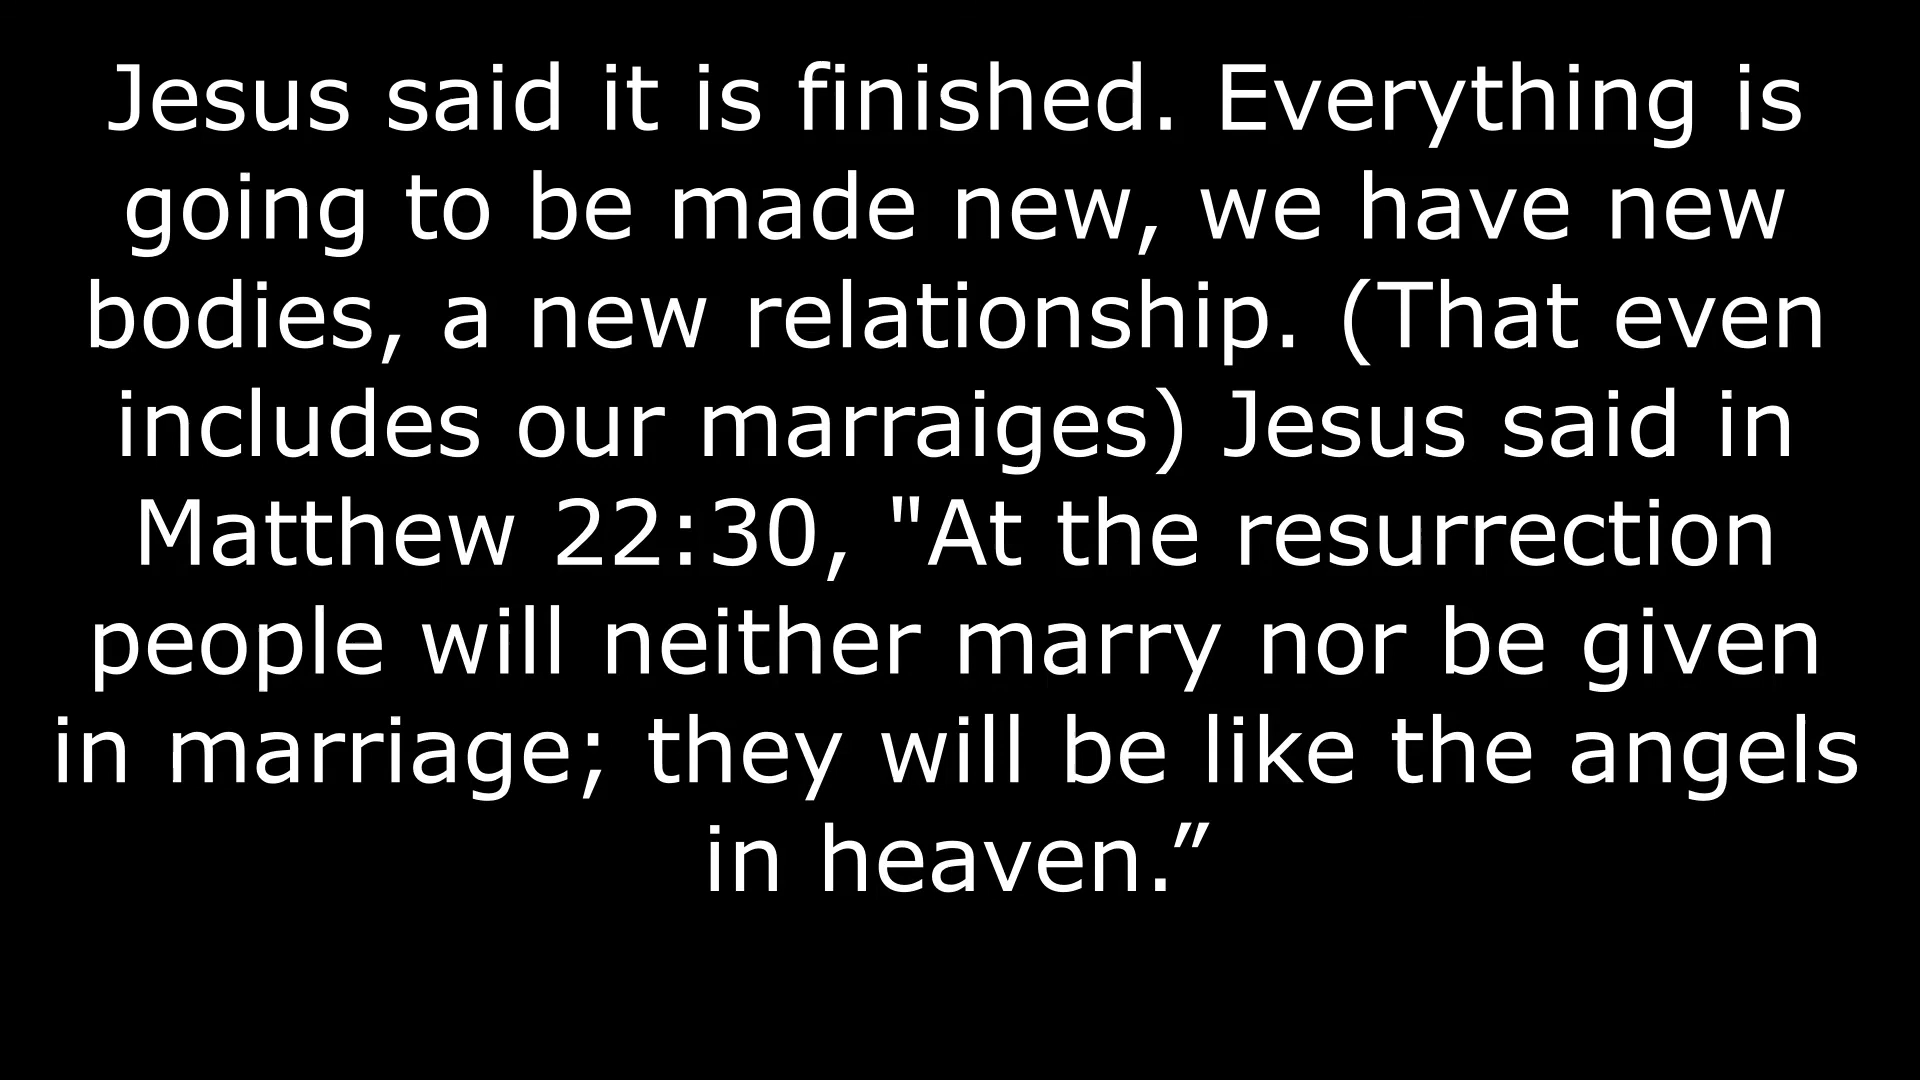 Jesus said it is finished. Everything is
going to be made new, we have new
bodies, a new relationship. (That even
includes our marraiges) Jesus said in
Matthew 22:30, "At the resurrection
people will neither marry nor be given
in marriage; they will be like the angels
in heaven.”